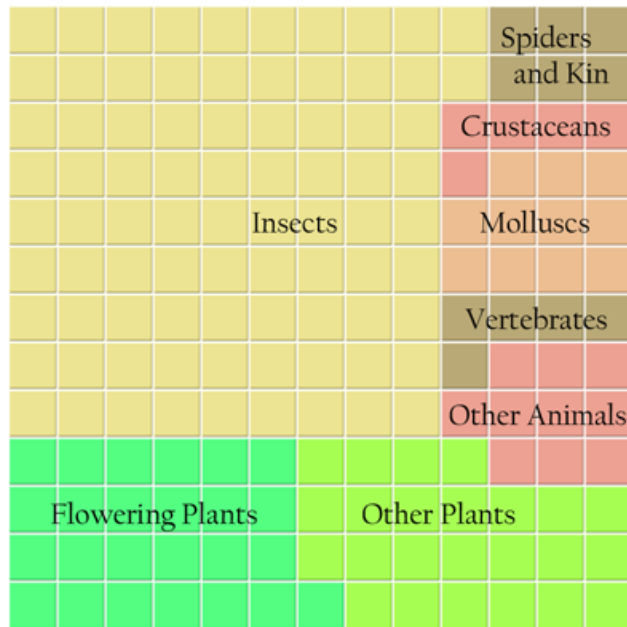 Spiders
and Kin
Crustaceans
Insects
Molluscs
Vertebrates
Other Animals
Flowering Plants
Other Plants